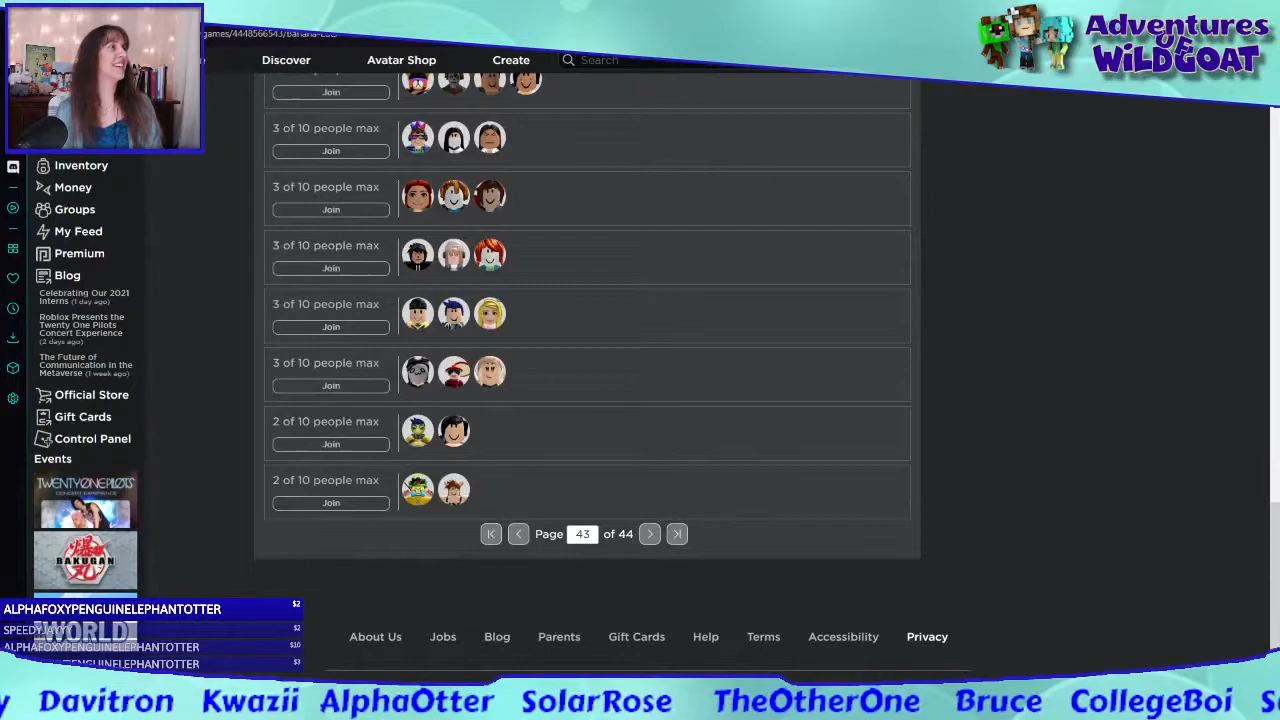 games/4448566543/Banana-Eats
Adventures
OF
WiLDGOAT
Discover
Avatar Shop
Create
Search
Join
3 of 10 people max
Join
3 of 10 people max
Join
3 of 10 people max
Join
3 of 10 people max
Join
3 of 10 people max
Join
2 of 10 people max
Join
2 of 10 people max
Join
Page 43 of 44
Inventory
Money
Groups
My Feed
Premium
Blog
Celebrating Our 2021
Interns (1 day ago)
Roblox Presents the
Twenty One Pilots
Concert Experience
(2 days ago)
The Future of
Communication in the
Metaverse (1 week ago)
Official Store
Gift Cards
Control Panel
Events
TWENTY ONE PILOTS
CONCERT EXPERIENCE
BAKUGAN
WORLD
ALPHAFOXYPENGUINELEPHANTOTTER $2
$2
ALPHAFOXYPENGUINELEPHANTOTTER $10
$3
About Us
Jobs
Blog
Parents
Gift Cards
Help
Terms
Accessibility
Privacy
y Davitron Kwazii AlphaOtter SolarRose TheOtherOne Bruce CollegeBoi S